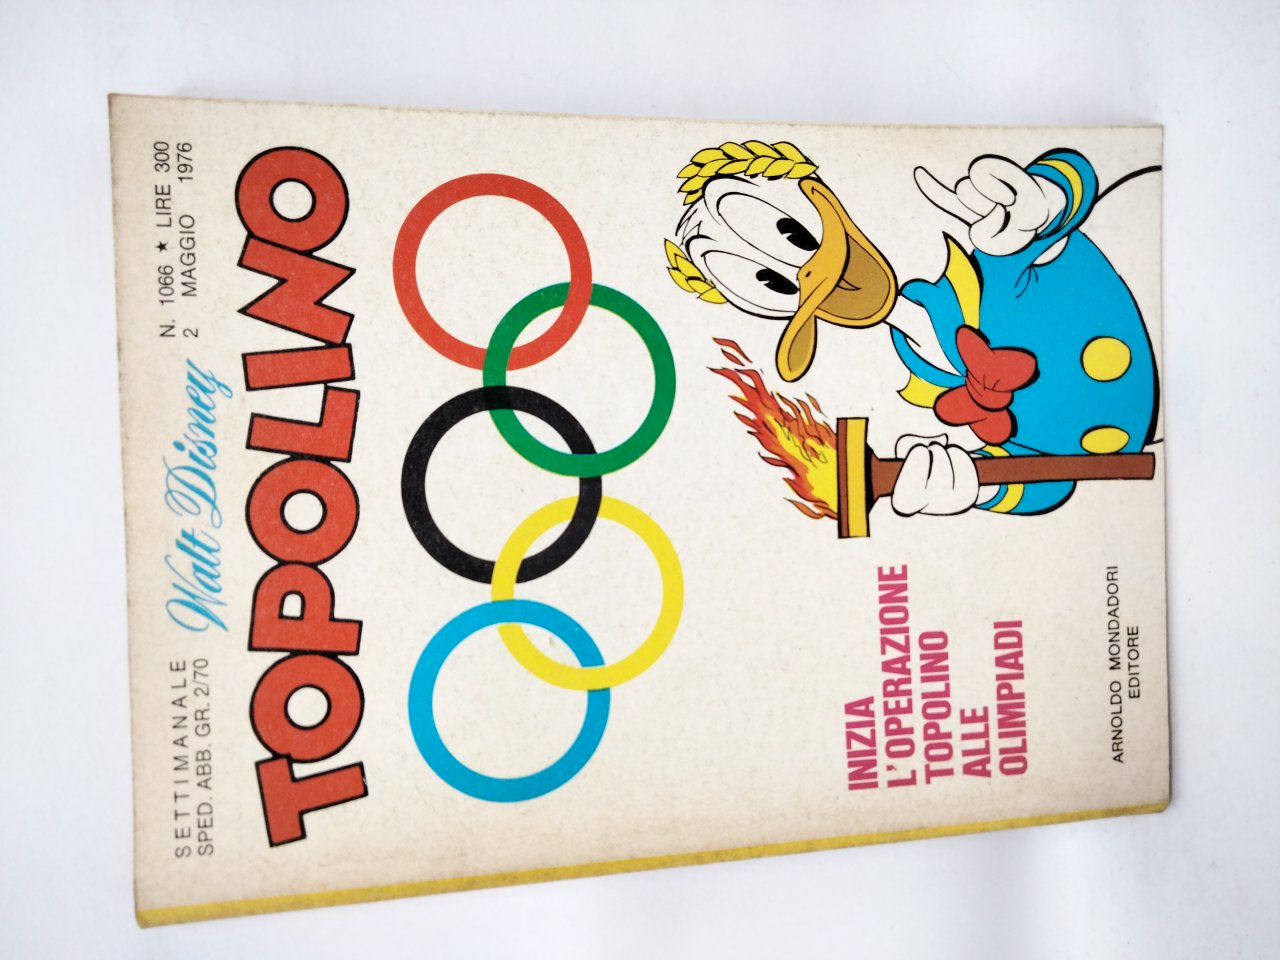 SETTIMANALE
SPED. ABB. GR. 2/70
Walt Disney
N. 1066 ★ LIRE 300
2 MAGGIO 1976
TOPOLINO
INIZIA
L'OPERAZIONE
TOPOLINO
ALLE
OLIMPIADI
ARNOLDO MONDADORI
EDITORE